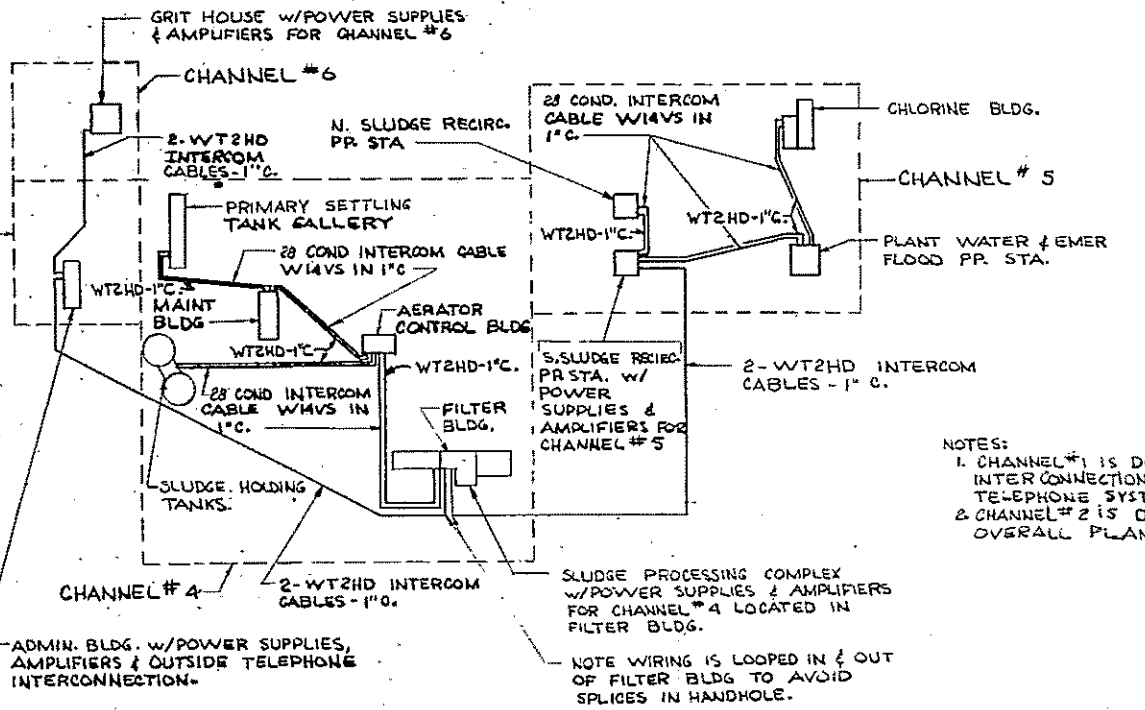 GRIT HOUSE W/POWER SUPPLIES
& AMPLIFIERS FOR CHANNEL #6
CHANNEL #6
2-WT2HD
INTERCOM
CABLES-1"C.
N. SLUDGE RECIRC.
PP. STA
28 COND. INTERCOM
CABLE W14VS IN
1"C.
CHLORINE BLDG.
CHANNEL # 5
WT2HD-1"C.
WT2HD-1"C.
PLANT WATER & EMER
FLOOD PP. STA.
PRIMARY SETTLING
TANK GALLERY
28 COND INTERCOM CABLE
W14VS IN 1"C
WT2HD-1"C.
MAINT
BLDG
AERATOR
CONTROL BLDG
WT2HD-1"C.
WT2HD-1"C.
S.SLUDGE RECIRC.
PP. STA. W/
POWER
SUPPLIES &
AMPLIFIERS FOR
CHANNEL #5
2-WT2HD INTERCOM
CABLES - 1" C.
28 COND INTERCOM
CABLE W14VS IN
1"C.
FILTER
BLDG.
SLUDGE HOLDING
TANKS.
NOTES:
1. CHANNEL #1 IS D
INTERCONNECTION
TELEPHONE SYST
2. CHANNEL #2 IS
OVERALL PLAN
CHANNEL #4
2-WT2HD INTERCOM
CABLES-1"C.
SLUDGE PROCESSING COMPLEX
W/POWER SUPPLIES & AMPLIFIERS
FOR CHANNEL #4 LOCATED IN
FILTER BLDG.
ADMIN. BLDG. W/POWER SUPPLIES,
AMPLIFIERS & OUTSIDE TELEPHONE
INTERCONNECTION.
NOTE WIRING IS LOOPED IN & OUT
OF FILTER BLDG TO AVOID
SPLICES IN HANDHOLE.